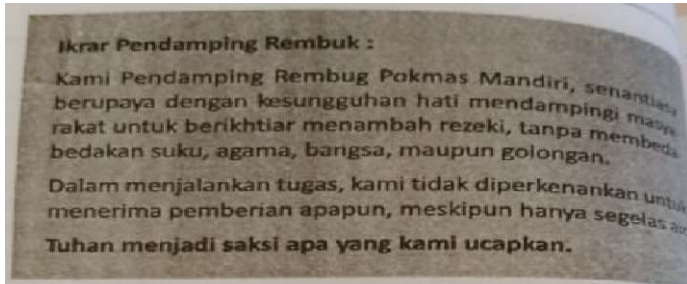 Ikrar Pendamping Rembuk :
Kami Pendamping Rembug Pokmas Mandiri, senantiasa
berupaya dengan kesungguhan hati mendampingi masya
rakat untuk berikhtiar menambah rezeki, tanpa membeda
bedakan suku, agama, bangsa, maupun golongan.
Dalam menjalankan tugas, kami tidak diperkenankan untuk
menerima pemberian apapun, meskipun hanya segelas
Tuhan menjadi saksi apa yang kami ucapkan.